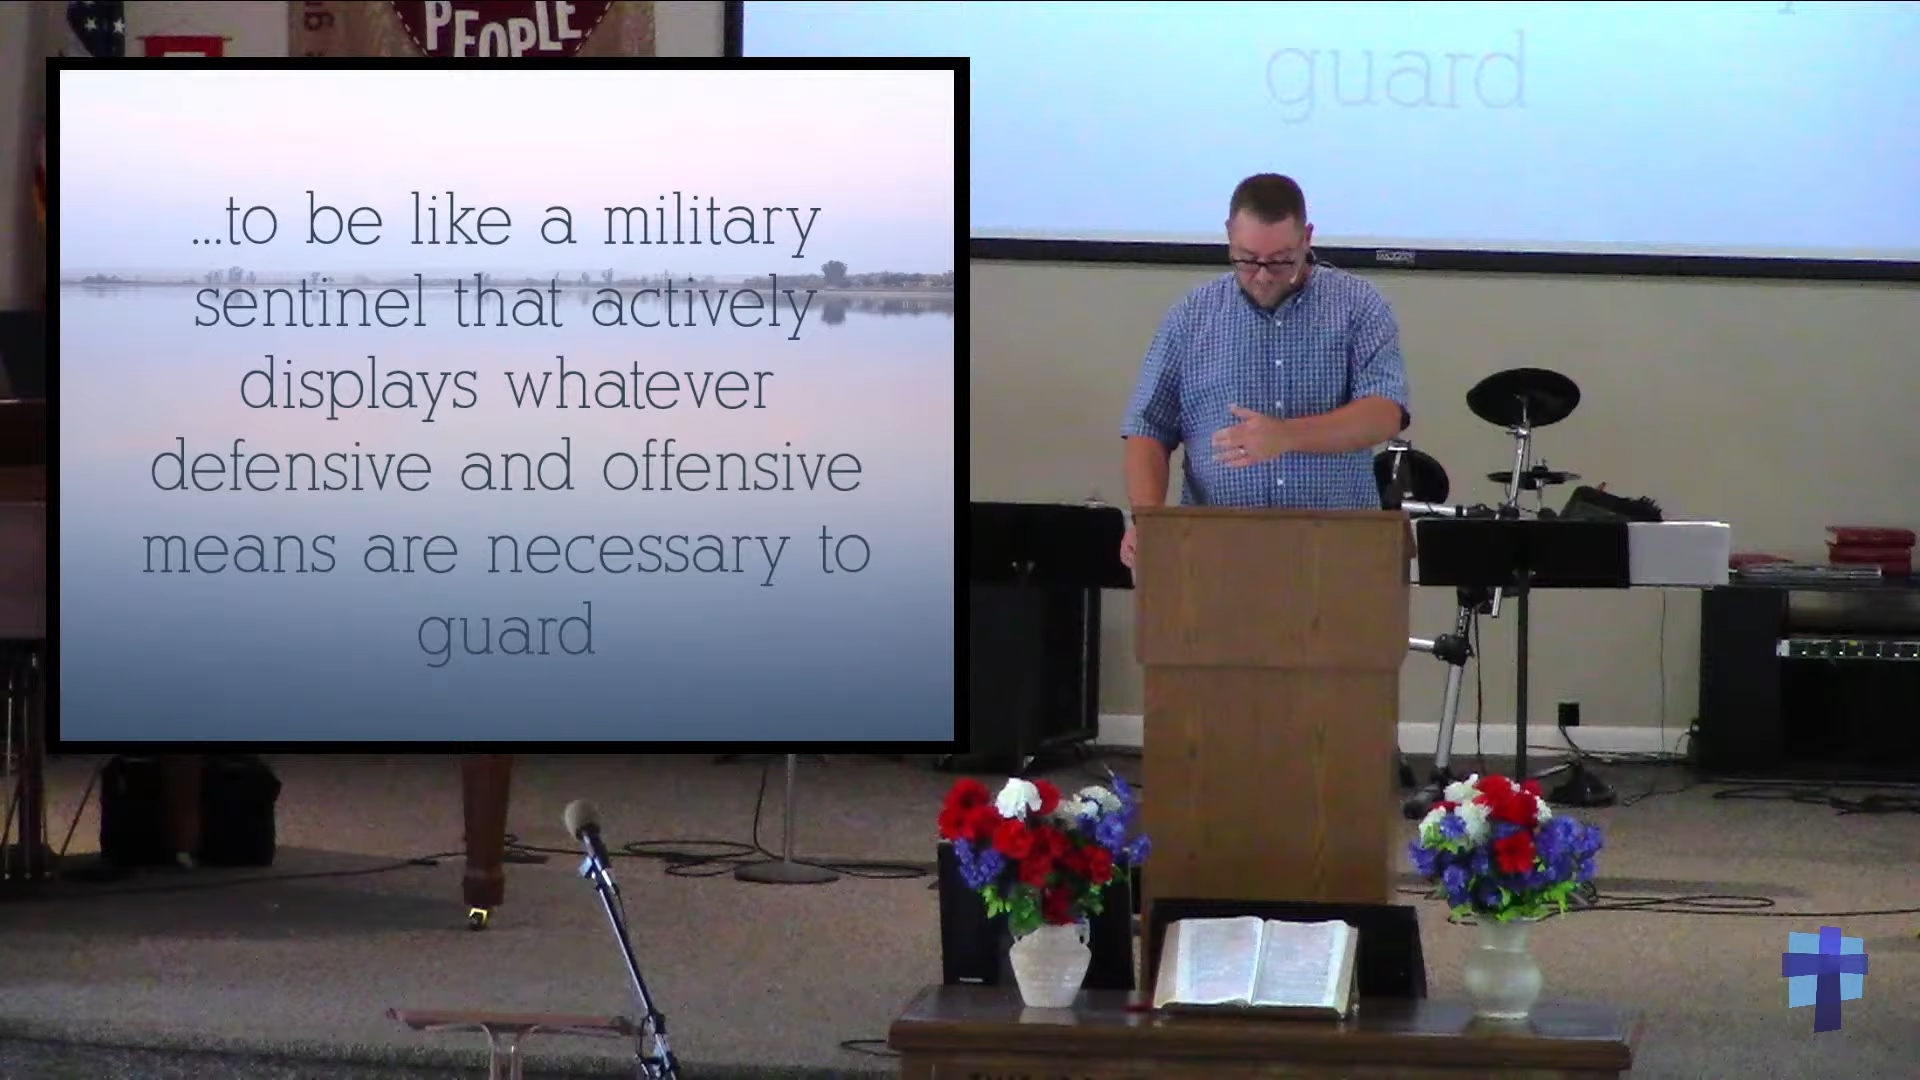 PEOPLE
guard
...to be like a military
sentinel that actively
displays whatever
defensive and offensive
means are necessary to
guard